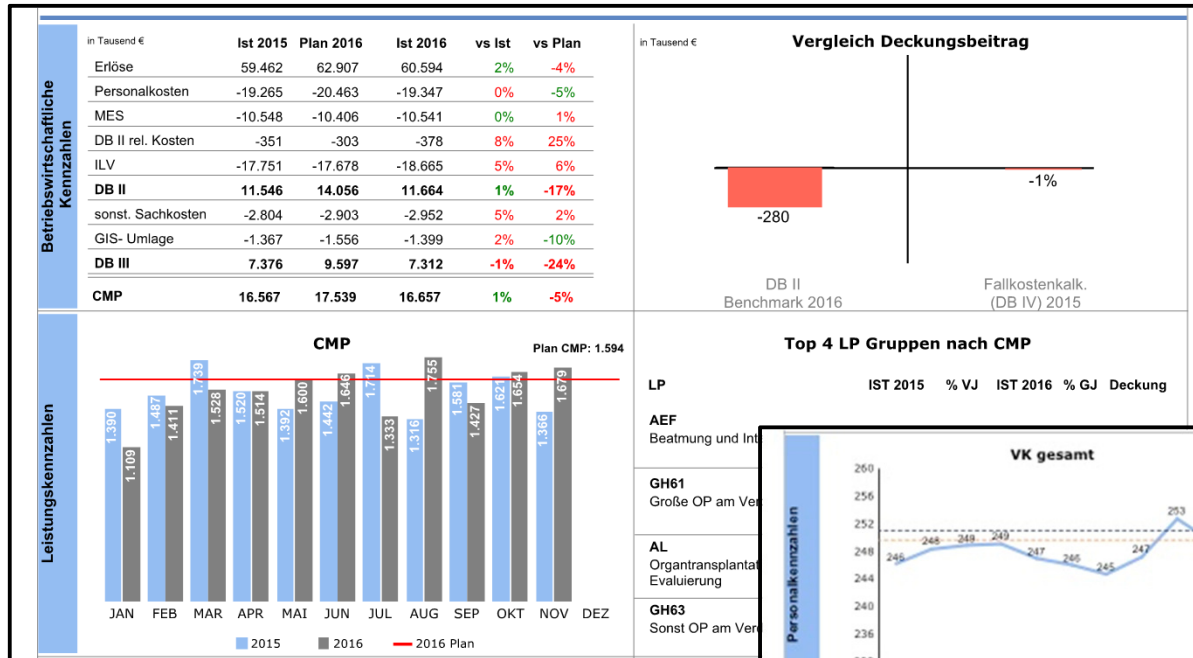 Betriebswirtschaftliche
Kennzahlen
in Tausend € Ist 2015 Plan 2016 Ist 2016 vs Ist vs Plan
Erlöse 59.462 62.907 60.594 2% -4%
Personalkosten -19.265 -20.463 -19.347 0% -5%
MES -10.548 -10.406 -10.541 0% 1%
DB II rel. Kosten -351 -303 -378 8% 25%
ILV -17.751 -17.678 -18.665 5% 6%
DB II 11.546 14.056 11.664 1% -17%
sonst. Sachkosten -2.804 -2.903 -2.952 5% 2%
GIS- Umlage -1.367 -1.556 -1.399 2% -10%
DB III 7.376 9.597 7.312 -1% -24%
CMP 16.567 17.539 16.657 1% -5%
in Tausend € Vergleich Deckungsbeitrag
-280
-1%
DB II
Benchmark 2016
Fallkostenkalk.
(DB IV) 2015
Leistungskennzahlen
CMP
Plan CMP: 1.594
1.390 1.109 1.487 1.411 1.739 1.528 1.520 1.514 1.392 1.600 1.442 1.646 1.714 1.333 1.316 1.755 1.581 1.427 1.621 1.654 1.366 1.679
JAN FEB MAR APR MAI JUN JUL AUG SEP OKT NOV DEZ
2015 2016 2016 Plan
Top 4 LP Gruppen nach CMP
LP IST 2015 % VJ IST 2016 % GJ Deckung
AEF
Beatmung und Int
GH61
Große OP am Ver
AL
Organtransplantat
Evaluierung
GH63
Sonst OP am Verd
Personalkennzahlen
VK gesamt
260
256
252
248
244
240
236
246 248 249 249 247 246 245 247 253